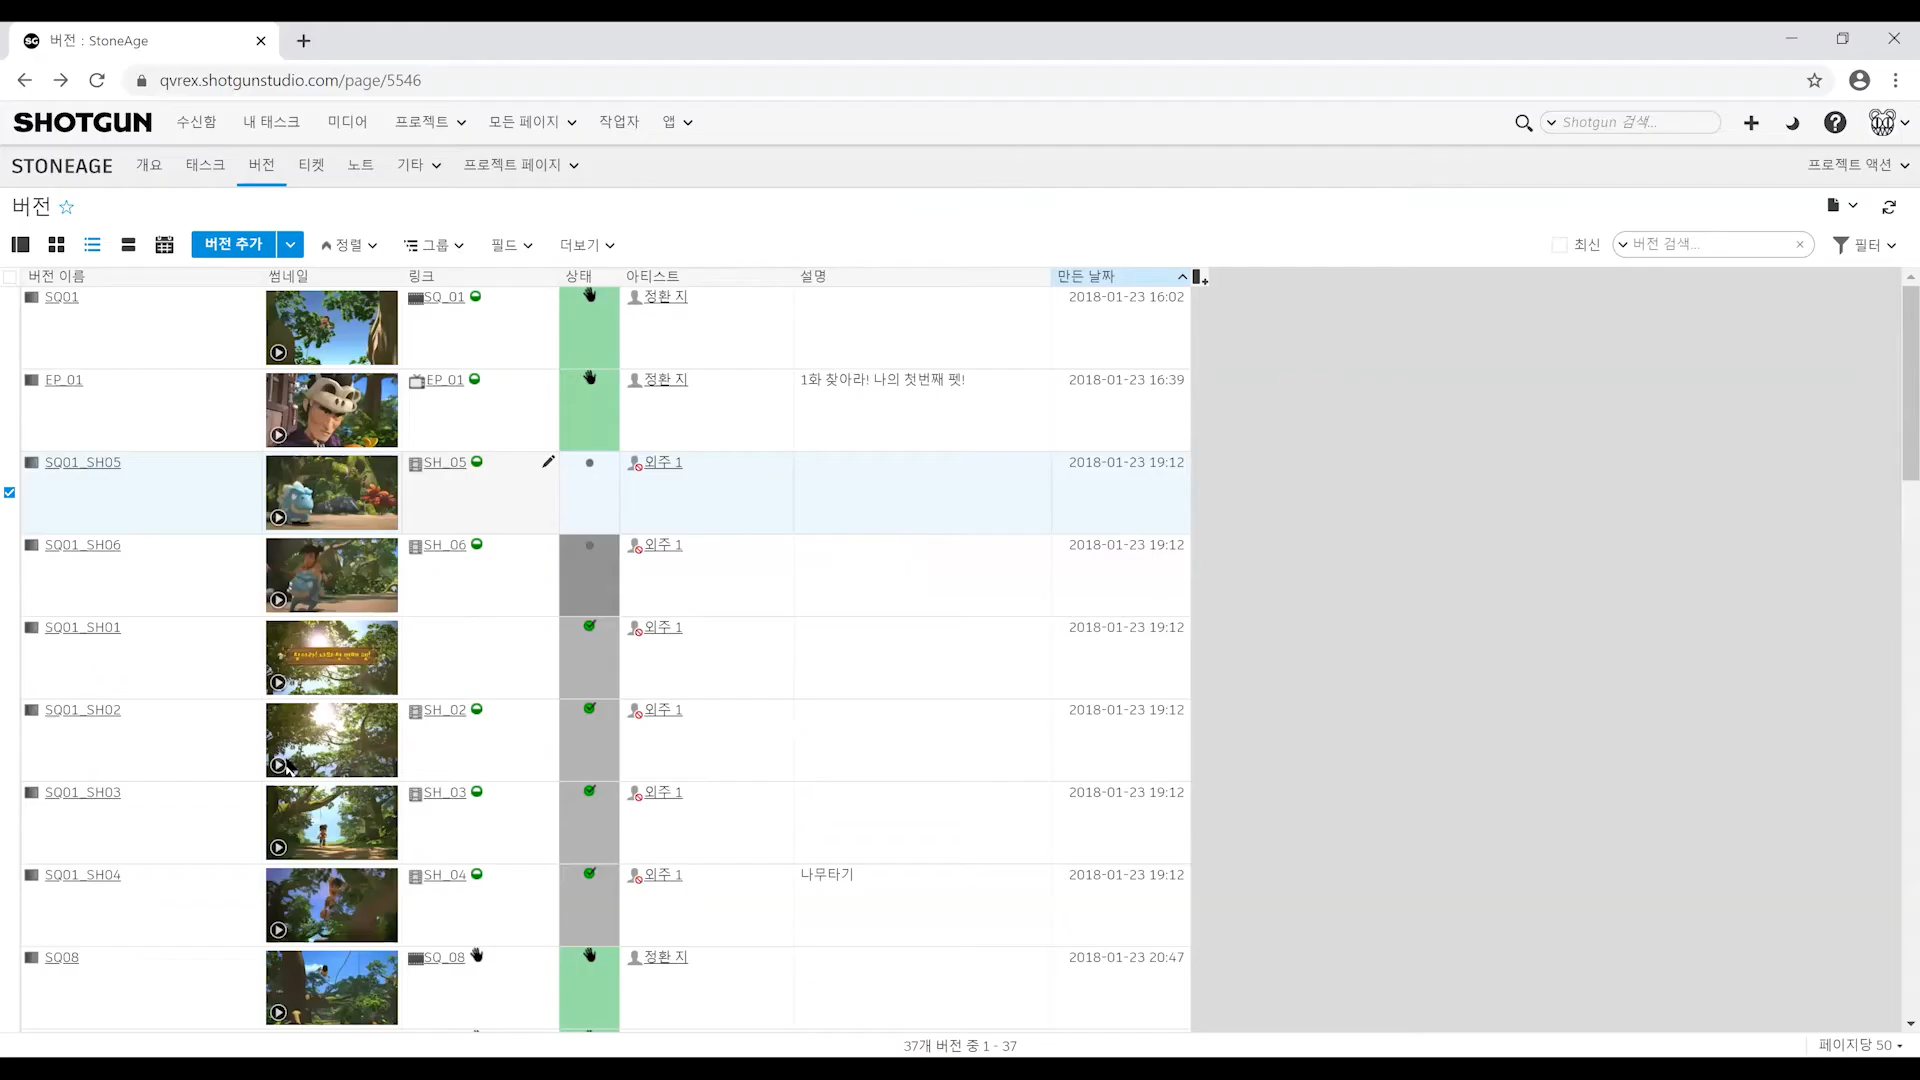 버전 : StoneAge
qvrex.shotgunstudio.com/page/5546
SHOTGUN 수신함 내 태스크 미디어 프로젝트 모든 페이지 작업자 앱 Shotgun 검색...
STONEAGE 개요 태스크 버전 티켓 노트 기타 프로젝트 페이지 프로젝트 액션
버전
버전 추가 정렬 그룹 필드 더보기 최신 버전 검색... 필터
버전 이름 썸네일 링크 상태 아티스트 설명 만든 날짜
SQ01 SQ_01 정환 지 2018-01-23 16:02
EP_01 EP_01 정환 지 1화 찾아라! 나의 첫번째 펫! 2018-01-23 16:39
SQ01_SH05 SH_05 외주 1 2018-01-23 19:12
SQ01_SH06 SH_06 외주 1 2018-01-23 19:12
SQ01_SH01 외주 1 2018-01-23 19:12
SQ01_SH02 SH_02 외주 1 2018-01-23 19:12
SQ01_SH03 SH_03 외주 1 2018-01-23 19:12
SQ01_SH04 SH_04 외주 1 나무타기 2018-01-23 19:12
SQ08 SQ_08 정환 지 2018-01-23 20:47
37개 버전 중 1 - 37 페이지당 50